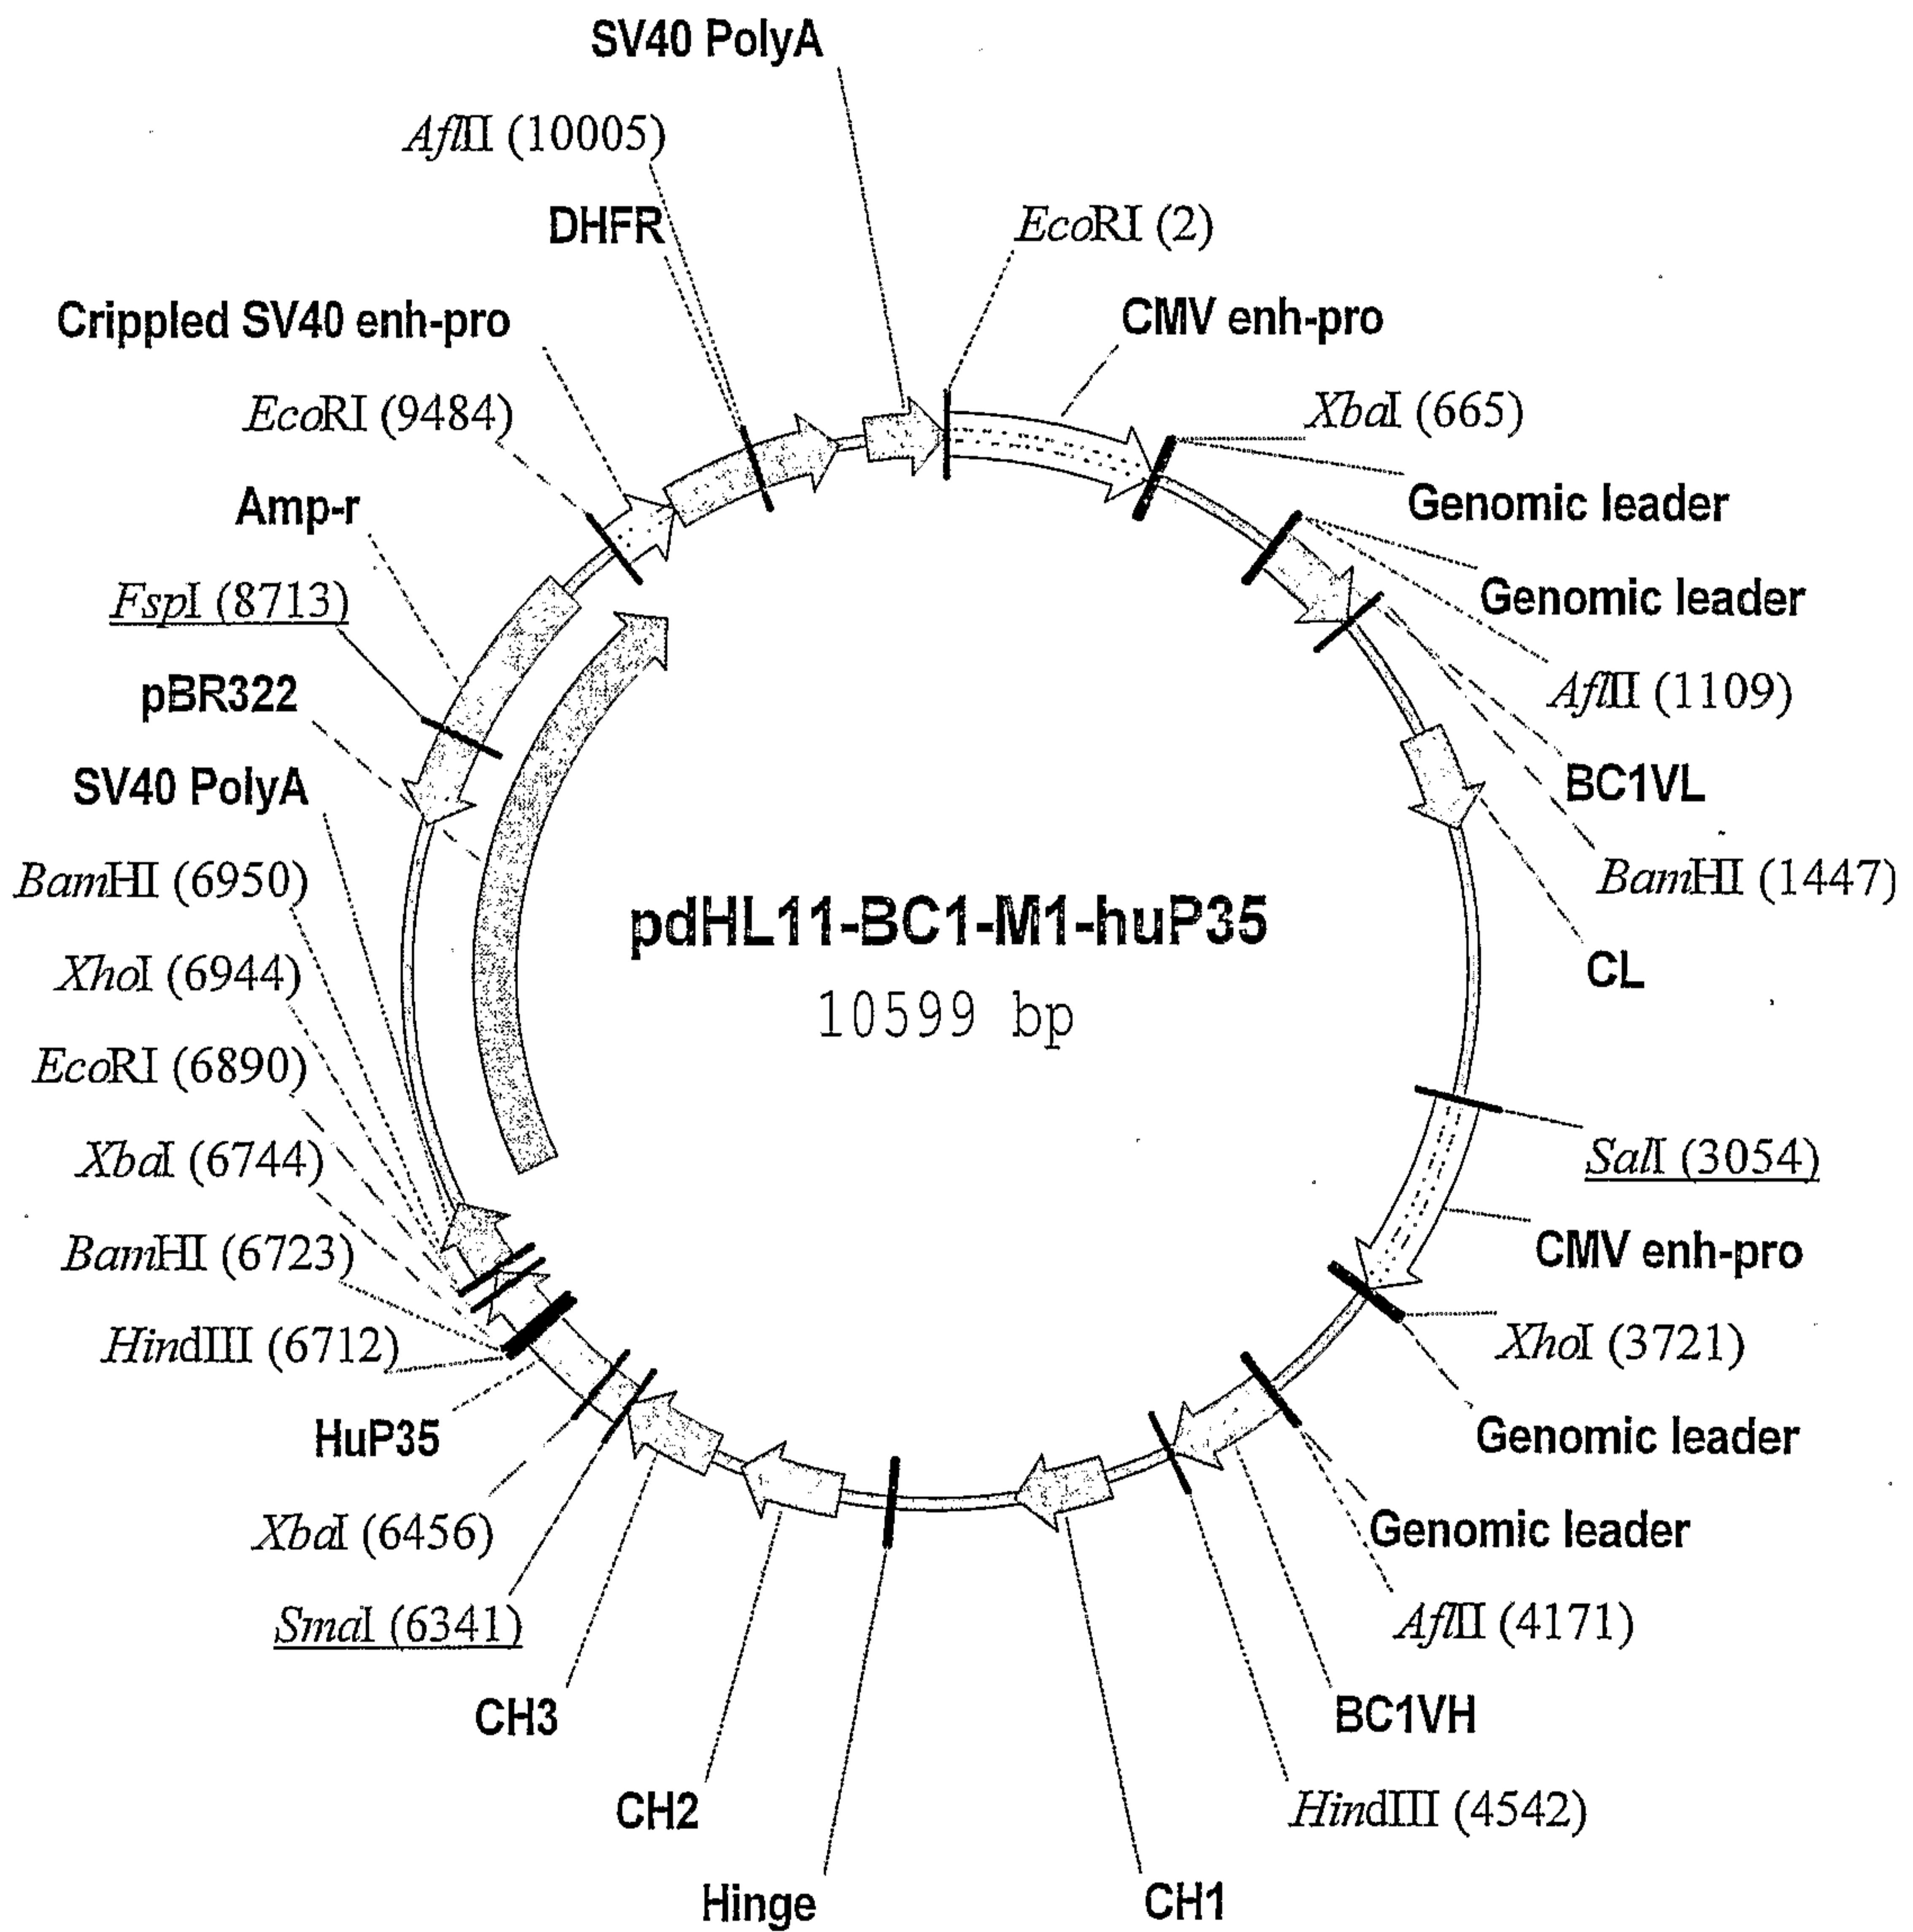 SV40 PolyA
AflII (10005)
DHFR
EcoRI (2)
Crippled SV40 enh-pro
CMV enh-pro
EcoRI (9484)
XbaI (665)
Amp-r
Genomic leader
FspI (8713)
Genomic leader
pBR322
AflII (1109)
SV40 PolyA
BC1VL
BamHI (6950)
BamHI (1447)
pdHL11-BC1-M1-huP35
XhoI (6944)
CL
10599 bp
EcoRI (6890)
XbaI (6744)
SalI (3054)
BamHI (6723)
CMV enh-pro
HindIII (6712)
XhoI (3721)
HuP35
Genomic leader
XbaI (6456)
Genomic leader
SmaI (6341)
AflII (4171)
CH3
BC1VH
CH2
HindIII (4542)
Hinge
CH1